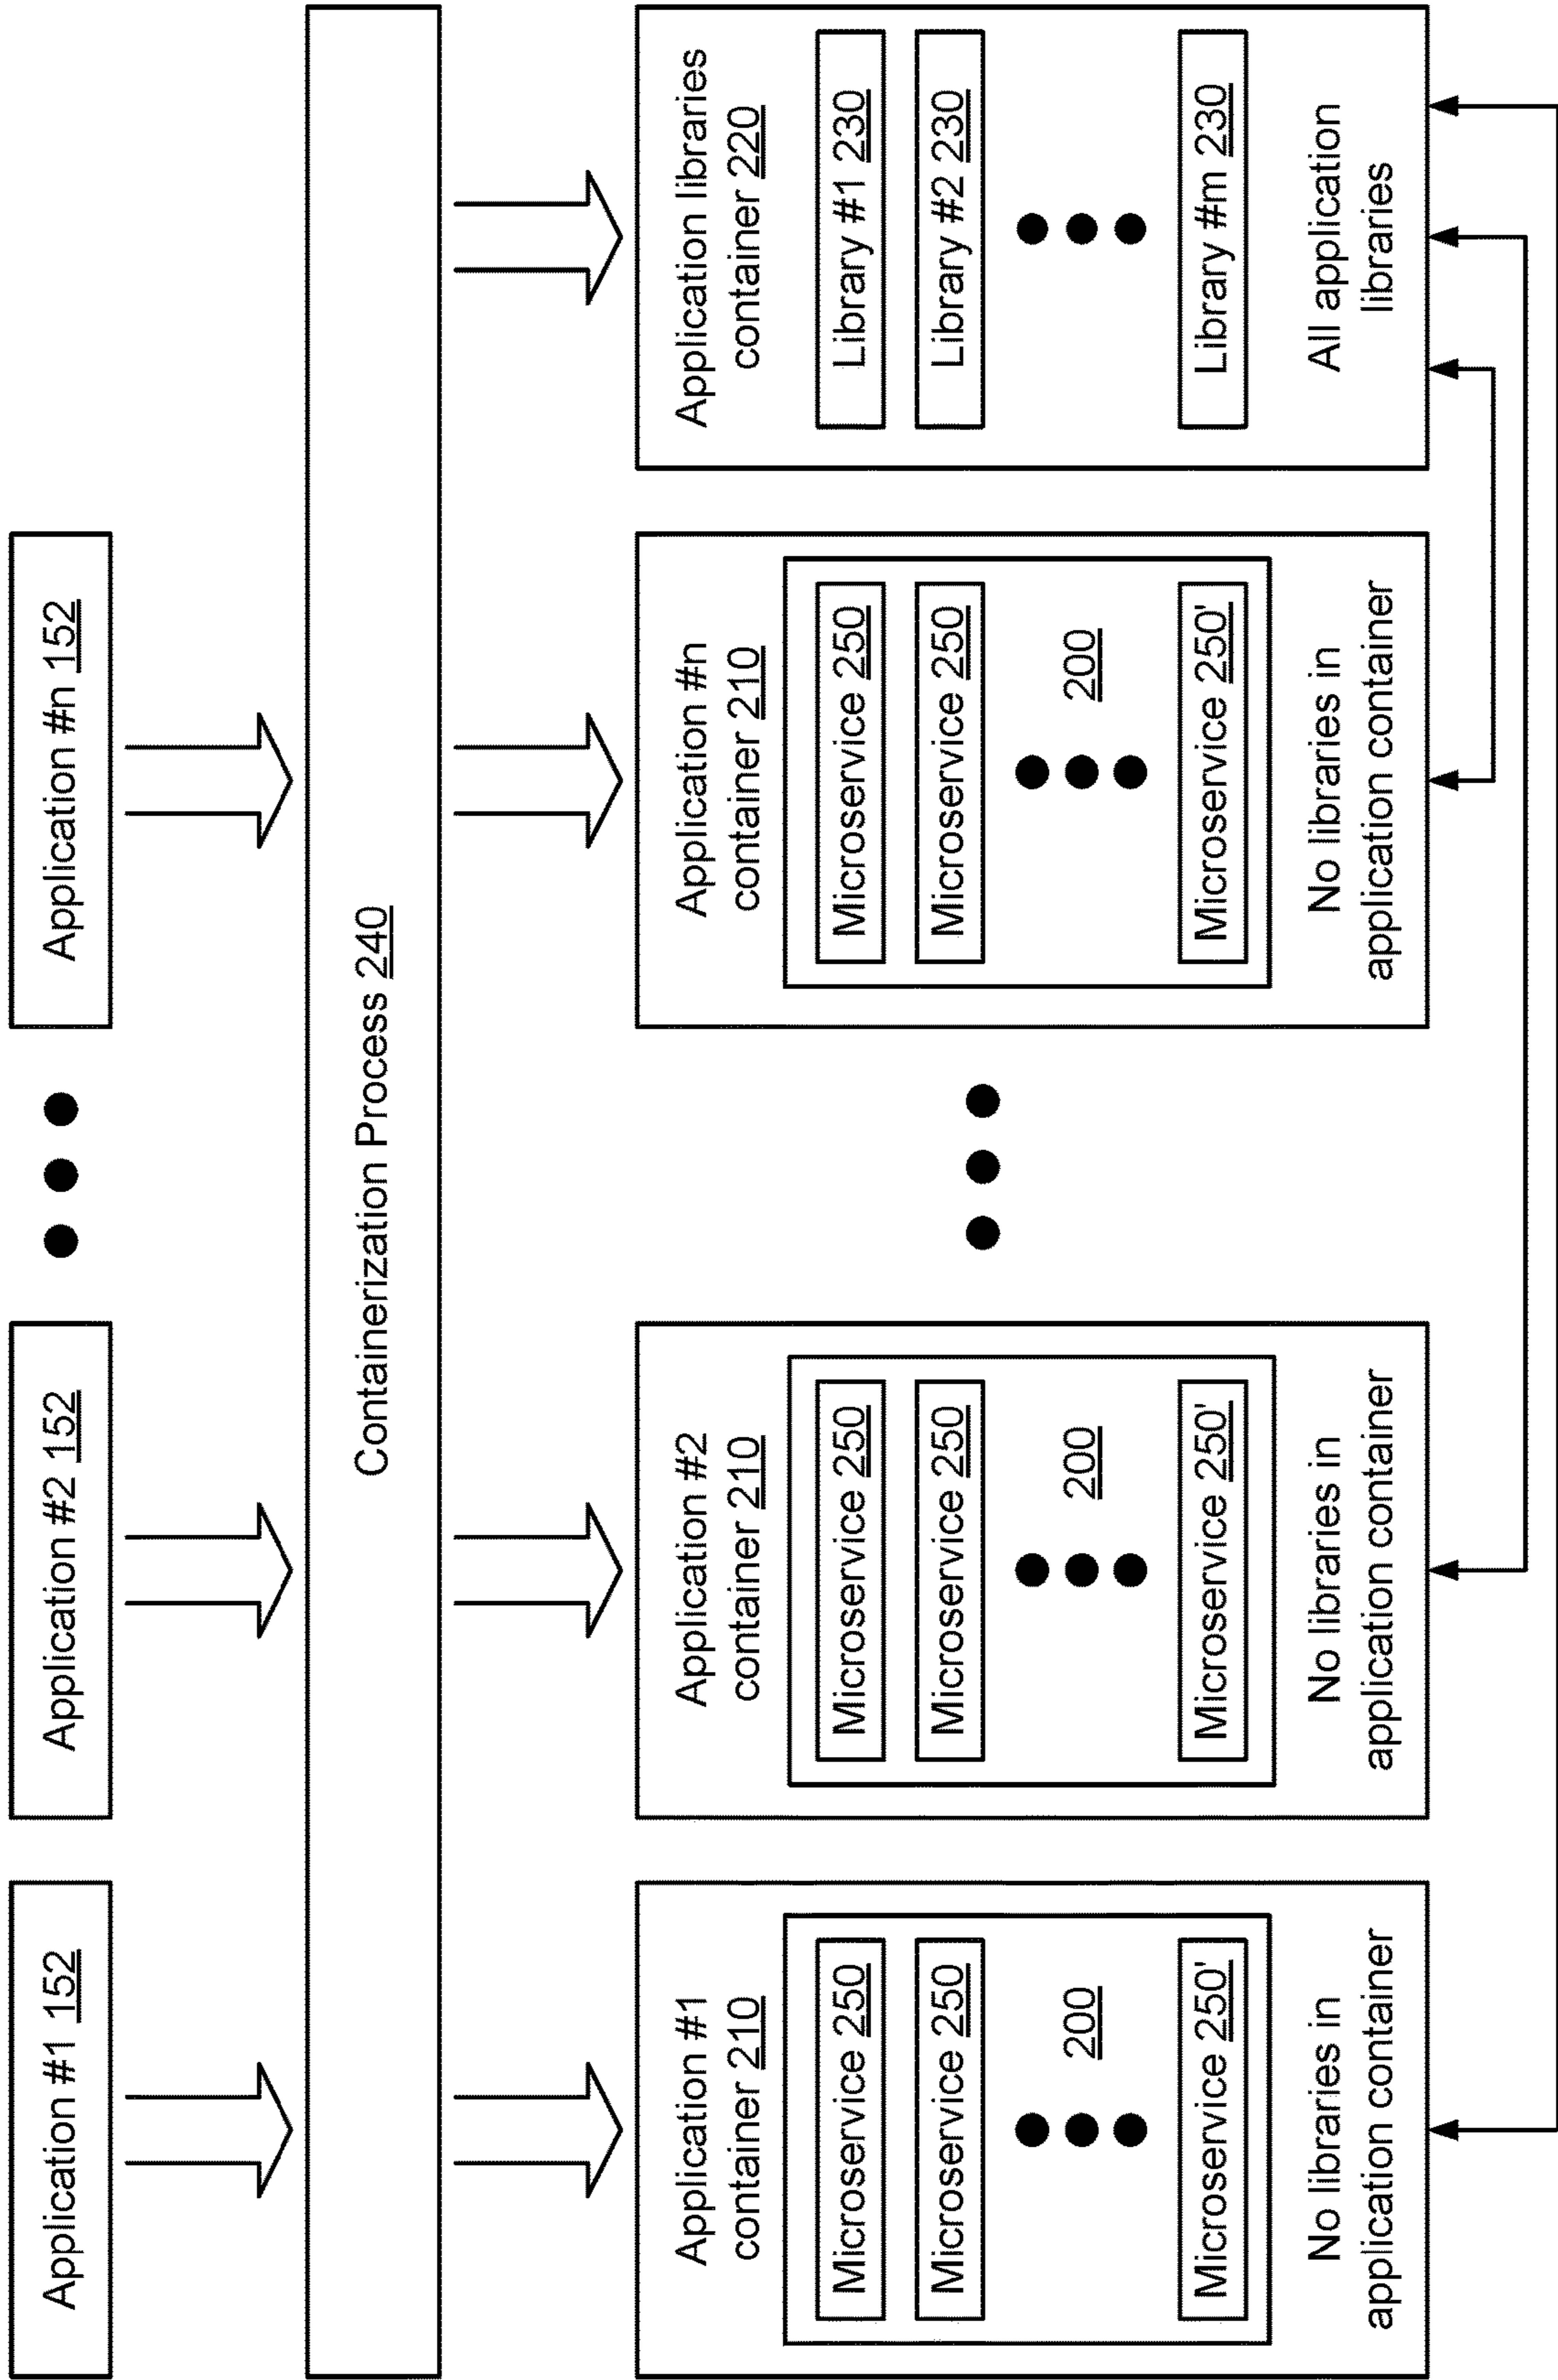 Application #1 152
Application #2 152
Application #n 152
Containerization Process 240
Application #1
container 210
Microservice 250
Microservice 250
200
Microservice 250'
No libraries in
application container
Application #2
container 210
Microservice 250
Microservice 250
200
Microservice 250'
No libraries in
application container
Application #n
container 210
Microservice 250
Microservice 250
200
Microservice 250'
No libraries in
application container
Application libraries
container 220
Library #1 230
Library #2 230
Library #m 230
All application
libraries